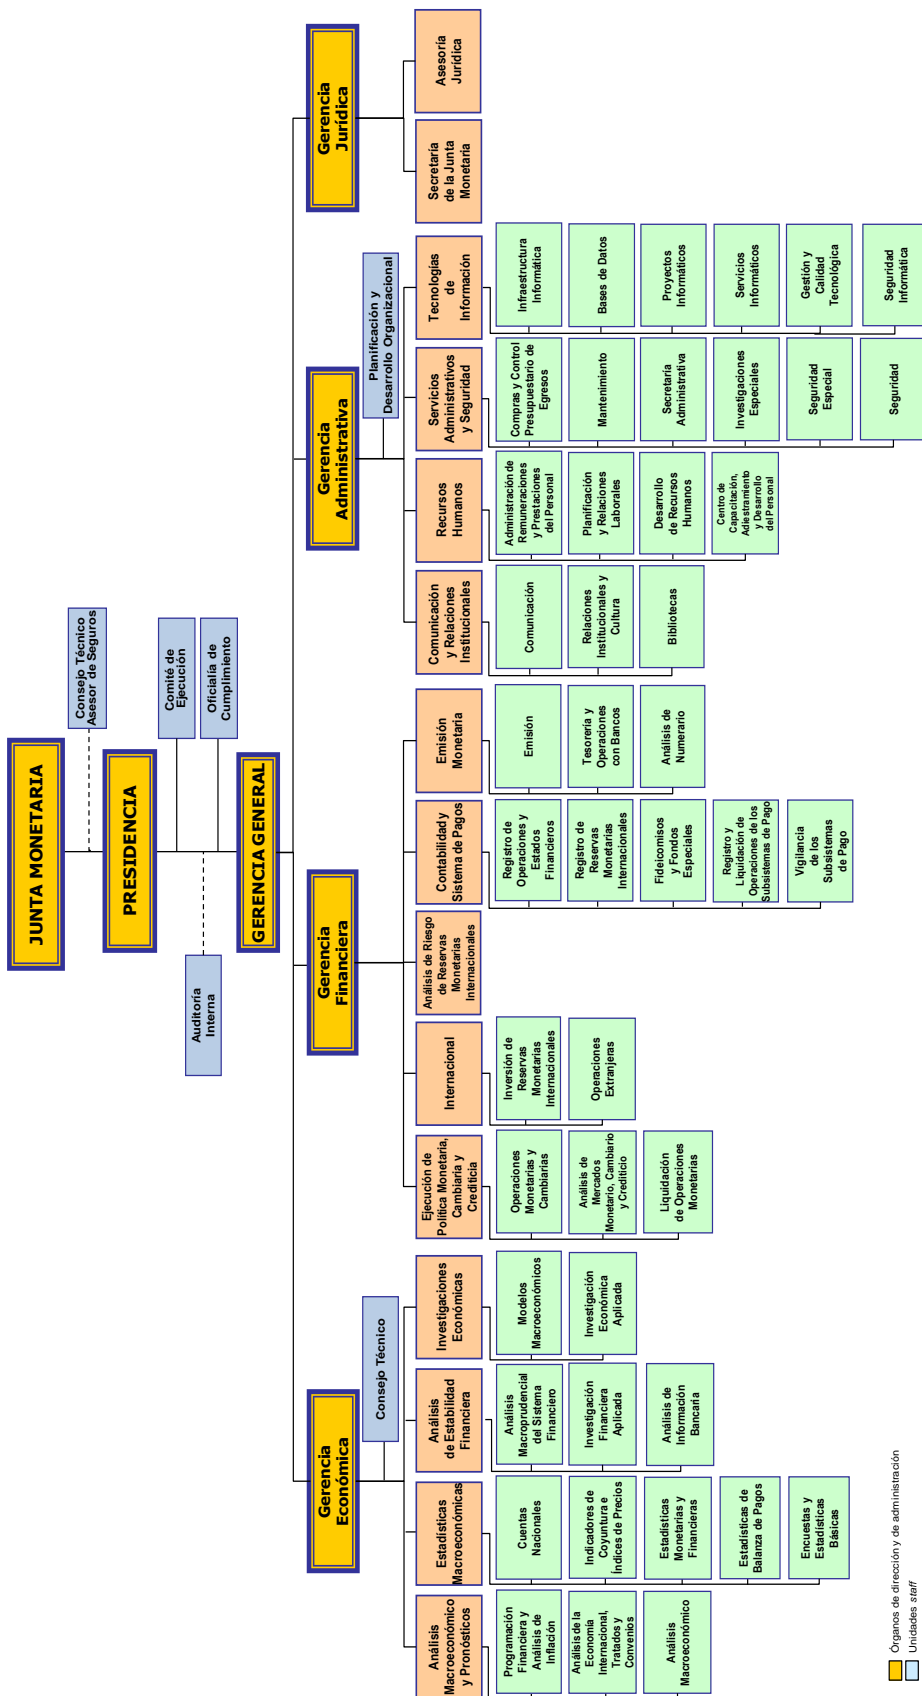 JUNTA MONETARIA
Consejo Técnico
Asesor de Seguros
PRESIDENCIA
Comité de
Ejecución
Oficialía de
Cumplimiento
Auditoría
Interna
GERENCIA GENERAL
Gerencia
Económica
Gerencia
Financiera
Gerencia
Administrativa
Gerencia
Jurídica
Consejo Técnico
Planificación y
Desarrollo Organizacional
Análisis
Macroeconómico
y Pronósticos
Estadísticas
Macroeconómicas
Análisis
de Estabilidad
Financiera
Investigaciones
Económicas
Ejecución de
Política Monetaria,
Cambiaria y
Crediticia
Internacional
Análisis de Riesgo
de Reservas
Monetarias
Internacionales
Contabilidad y
Sistema de Pagos
Emisión
Monetaria
Comunicación
y Relaciones
Institucionales
Recursos
Humanos
Servicios
Administrativos
y Seguridad
Tecnologías
de
Información
Secretaría
de la Junta
Monetaria
Asesoría
Jurídica
Programación
Financiera y
Análisis de
Inflación
Análisis de la
Economía
Internacional,
Tratados y
Convenios
Análisis
Macroeconómico
Cuentas
Nacionales
Indicadores de
Coyuntura e
Índices de Precios
Estadísticas
Monetarias y
Financieras
Estadísticas de
Balanza de Pagos
Encuestas y
Estadísticas
Básicas
Análisis
Macroprudencial
del Sistema
Financiero
Investigación
Financiera
Aplicada
Análisis de
Información
Bancaria
Modelos
Macroeconómicos
Investigación
Económica
Aplicada
Operaciones
Monetarias y
Cambiarias
Análisis de
Mercados
Monetario, Cambiario
y Crediticio
Liquidación
de Operaciones
Monetarias
Inversión de
Reservas
Monetarias
Internacionales
Operaciones
Extranjeras
Registro de
Operaciones y
Estados
Financieros
Registro de
Reservas
Monetarias
Internacionales
Fideicomisos
y Fondos
Especiales
Registro y
Liquidación de
Operaciones de los
Subsistemas de Pago
Vigilancia
de los
Subsistemas
de Pago
Emisión
Tesorería y
Operaciones
con Bancos
Análisis de
Numerario
Comunicación
Relaciones
Institucionales y
Cultura
Bibliotecas
Administración de
Remuneraciones
y Prestaciones
del Personal
Planificación
y Relaciones
Laborales
Desarrollo
de Recursos
Humanos
Centro de
Capacitación,
Adiestramiento
y Desarrollo
del Personal
Compras y Control
Presupuestario de
Egresos
Mantenimiento
Secretaría
Administrativa
Investigaciones
Especiales
Seguridad
Especial
Seguridad
Infraestructura
Informática
Bases de Datos
Proyectos
Informáticos
Servicios
Informáticos
Gestión y
Calidad
Tecnológica
Seguridad
Informática
Órganos de dirección y de administración
Unidades staff